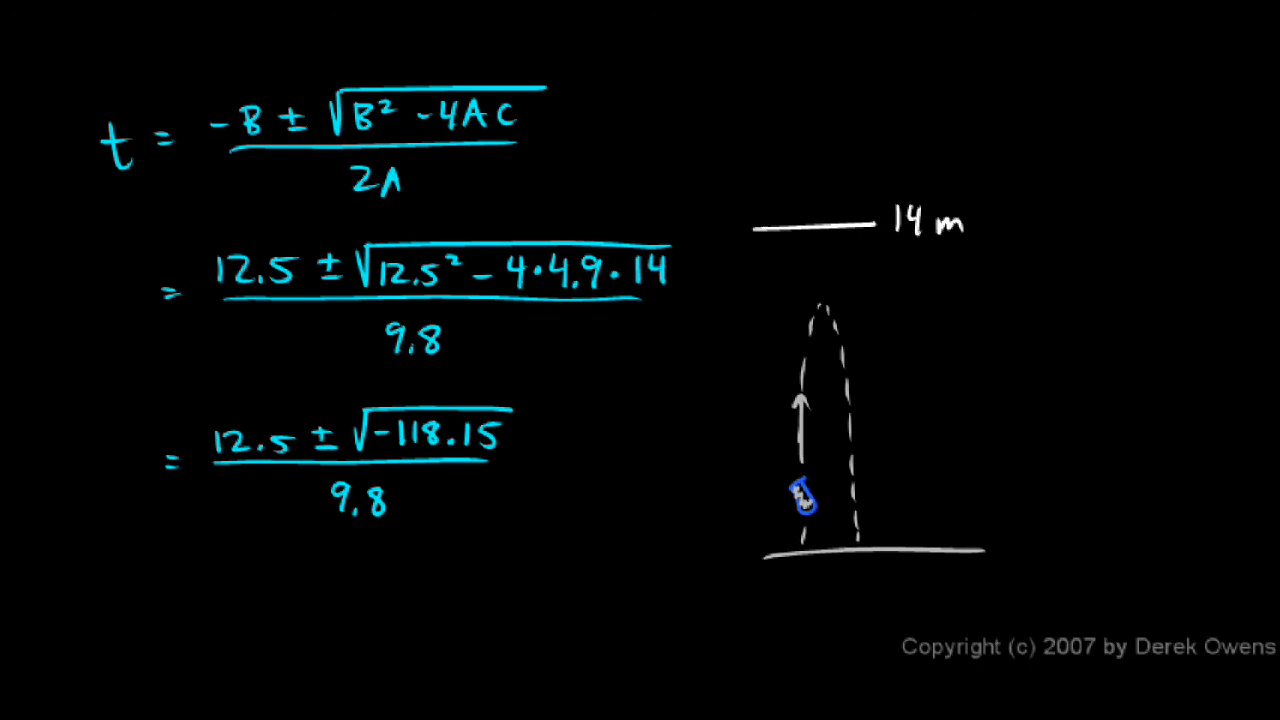 t = -B ± √B² - 4AC
2A
= 12.5 ± √12.5² - 4·4.9·14
9.8
= 12.5 ± √-118.15
9.8
14 m
Copyright (c) 2007 by Derek Owens